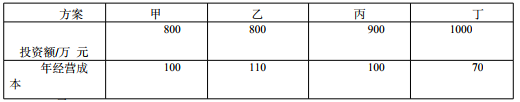 方案 甲 乙 丙 丁
800 800 900 1000
投资额/万 元
年经营成 100 110 100 70
本